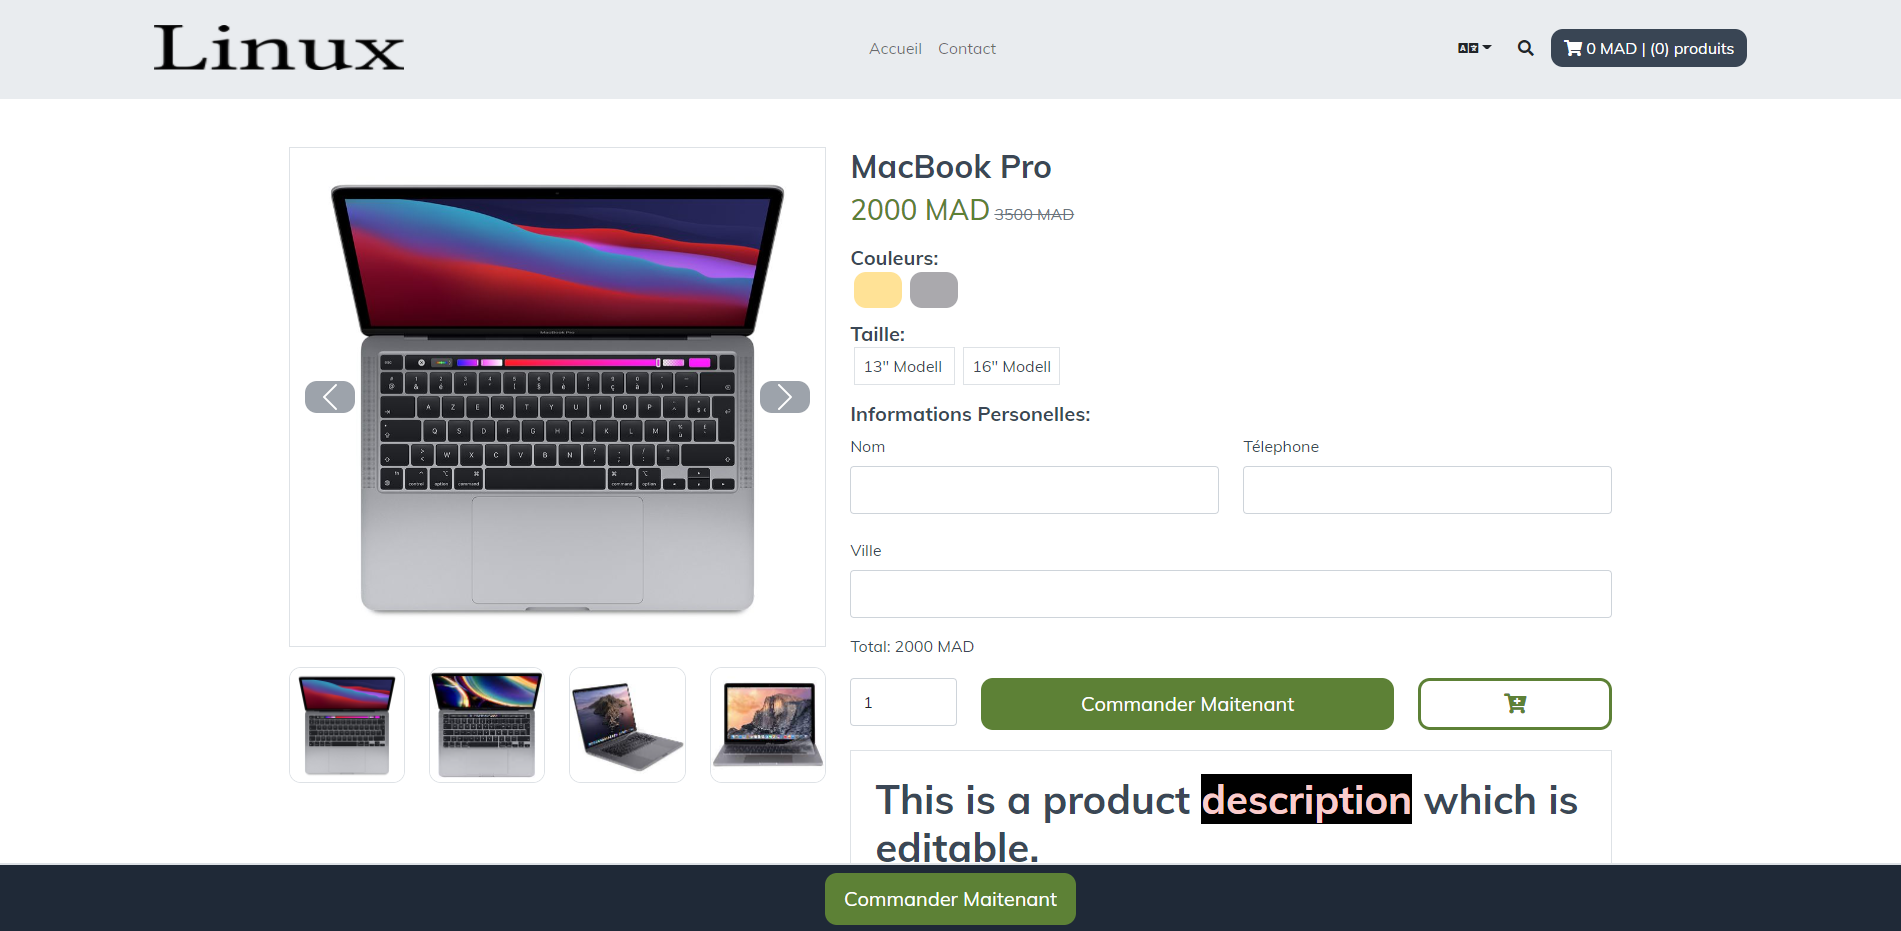 Linux
Accueil Contact
0 MAD | (0) produits
MacBook Pro
2000 MAD 3500 MAD
Couleurs:
Taille:
13" Modell 16" Modell
Informations Personelles:
Nom Télephone
Ville
Total: 2000 MAD
1 Commander Maitenant
This is a product description which is
editable.
Commander Maitenant